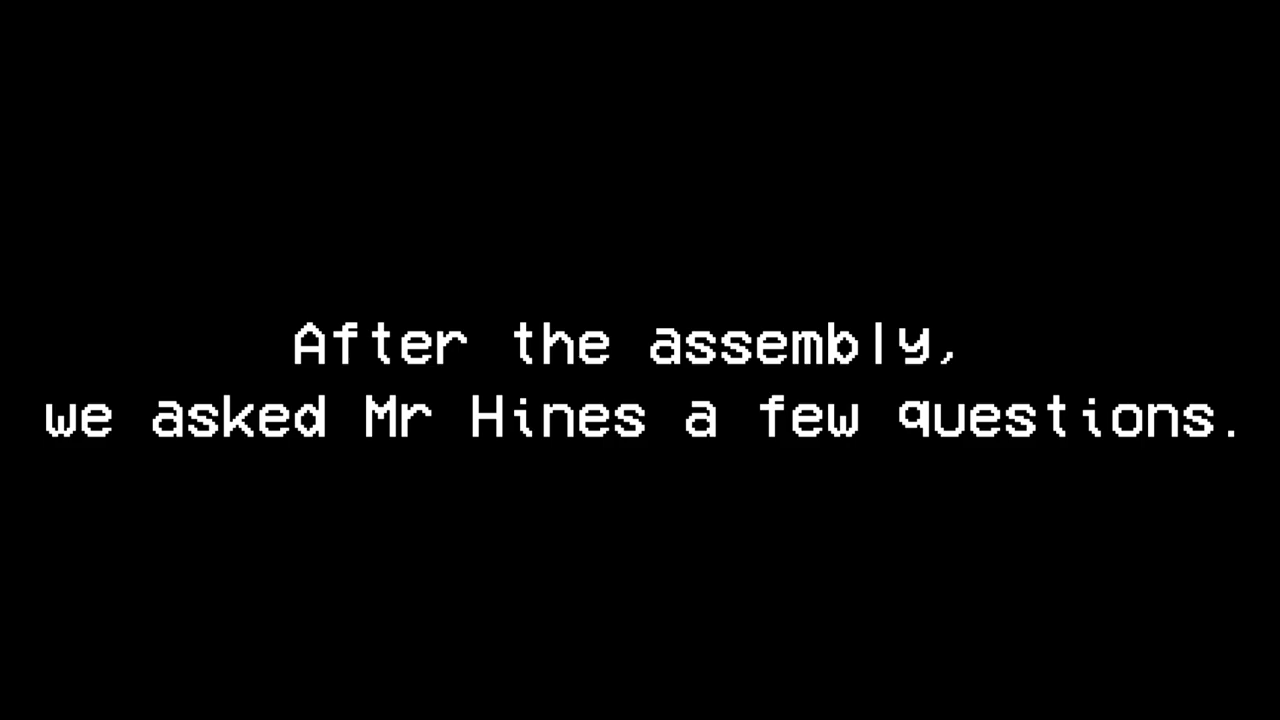 After the assembly,
we asked Mr Hines a few questions.